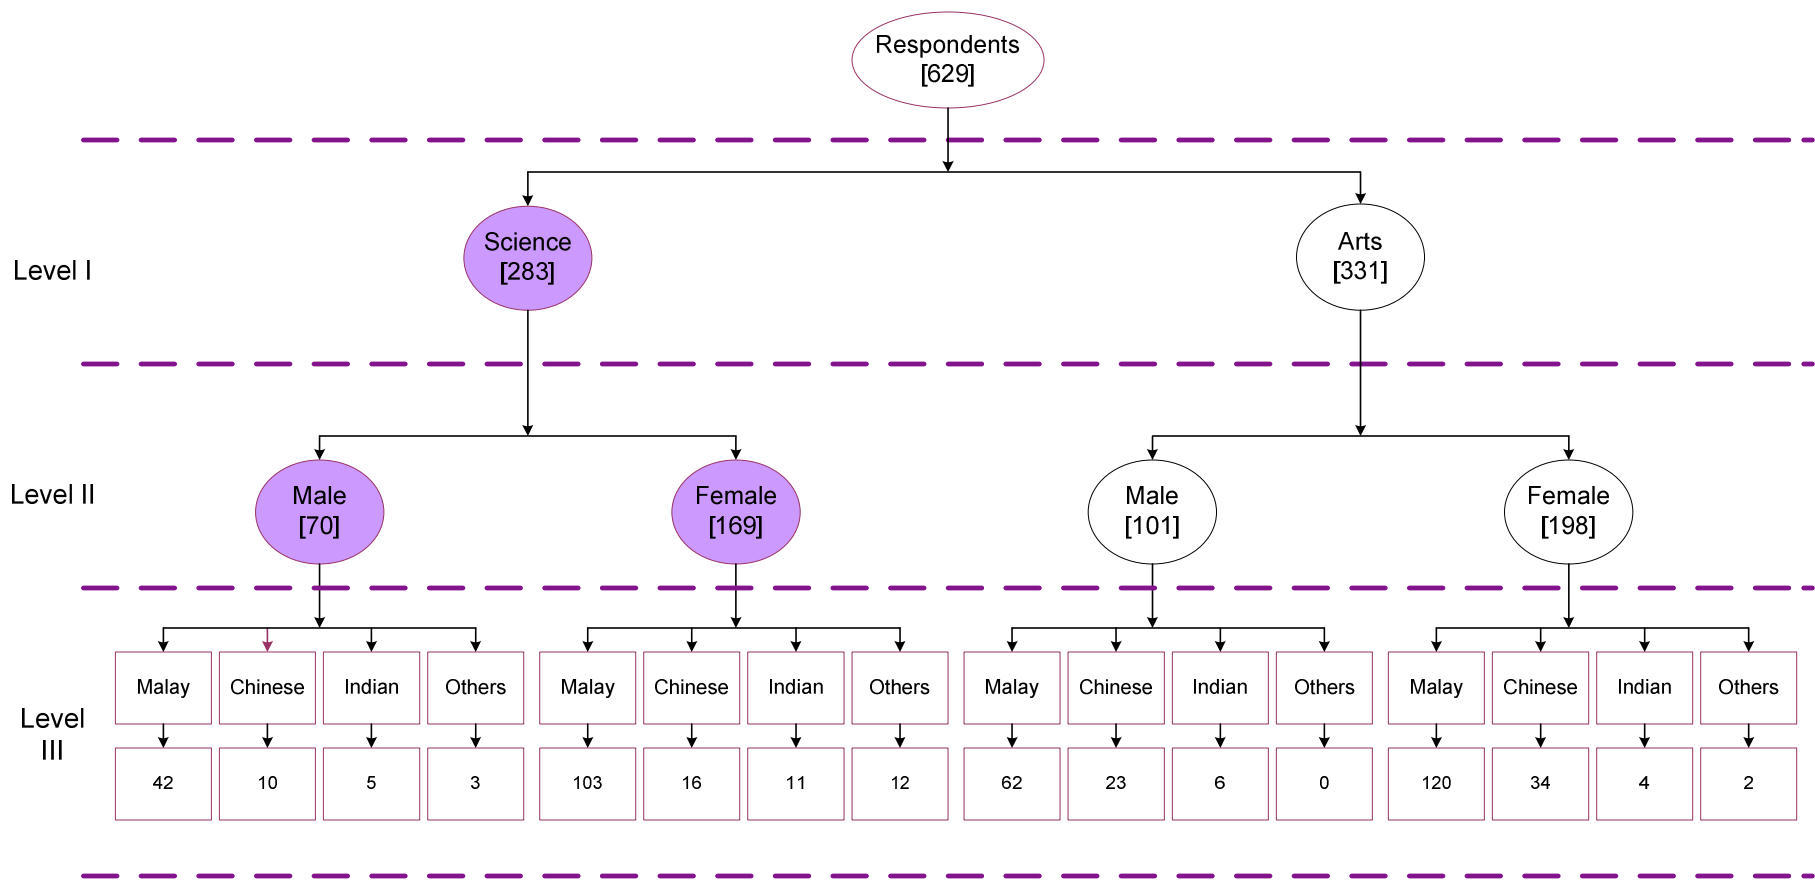 Respondents
[629]
Level I
Science
[283]
Arts
[331]
Level II
Male
[70]
Female
[169]
Male
[101]
Female
[198]
Level
III
Malay
Chinese
Indian
Others
Malay
Chinese
Indian
Others
Malay
Chinese
Indian
Others
Malay
Chinese
Indian
Others
42
10
5
3
103
16
11
12
62
23
6
0
120
34
4
2